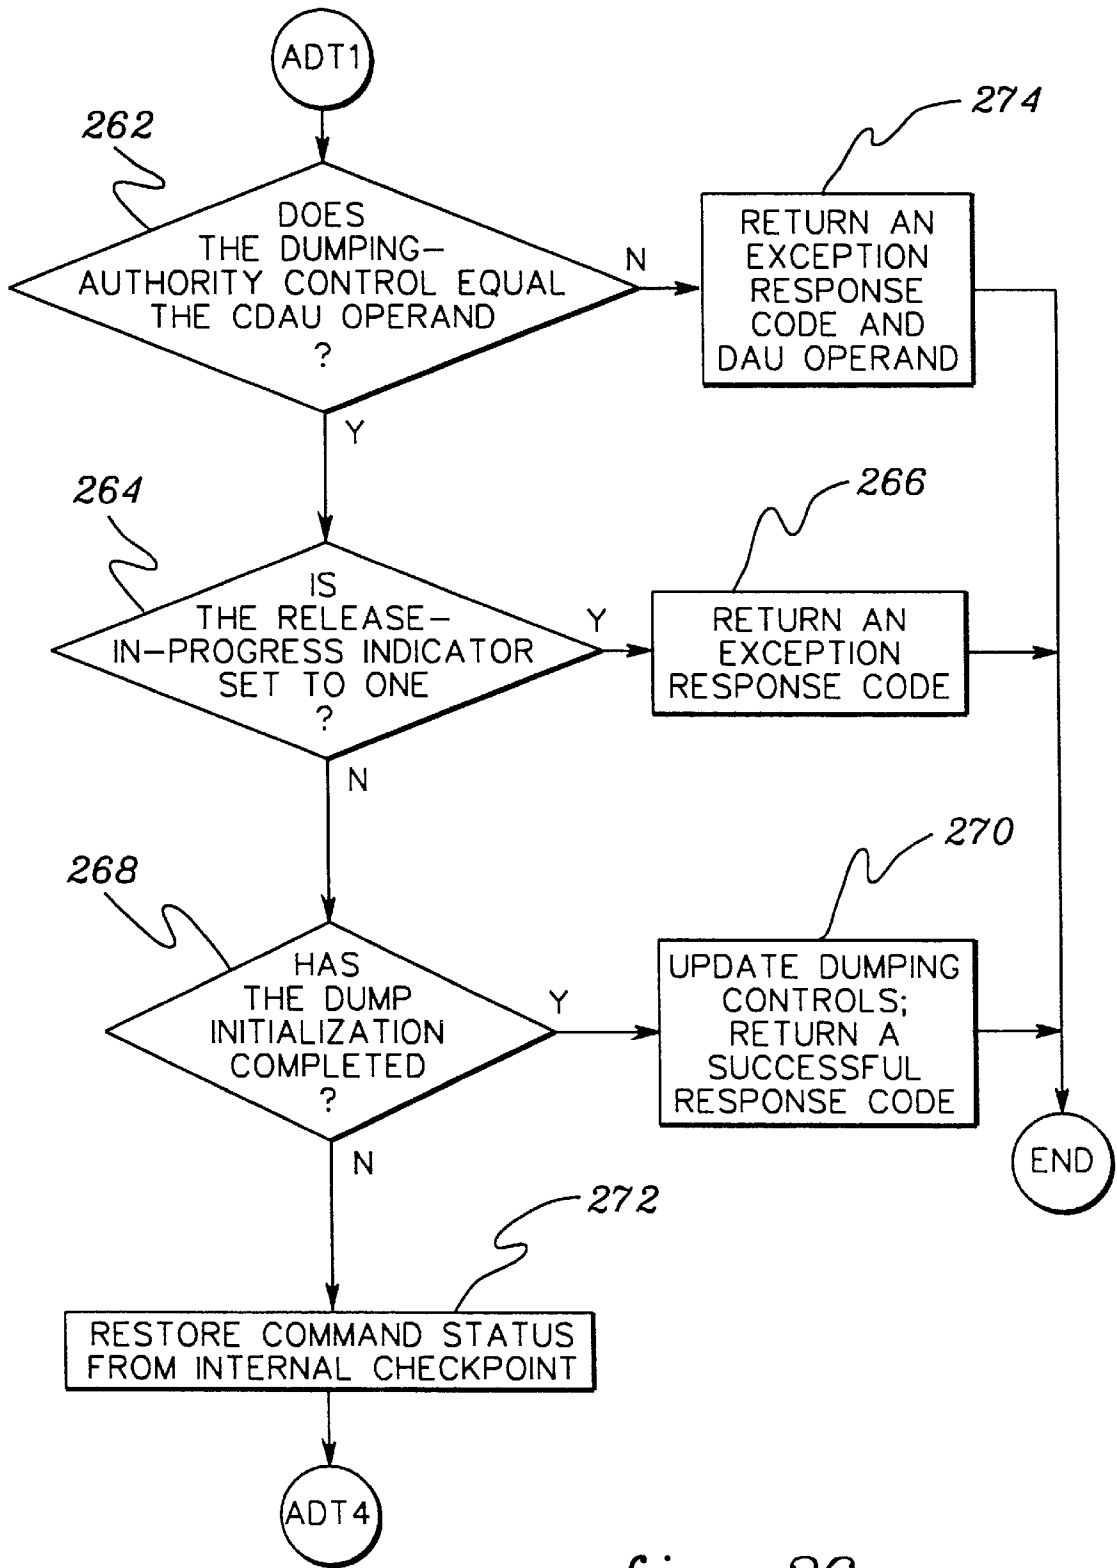 ADT1
262
DOES
THE DUMPING-
AUTHORITY CONTROL EQUAL
THE CDAU OPERAND
?
N
Y
274
RETURN AN
EXCEPTION
RESPONSE
CODE AND
DAU OPERAND
264
IS
THE RELEASE-
IN-PROGRESS INDICATOR
SET TO ONE
?
Y
N
266
RETURN AN
EXCEPTION
RESPONSE CODE
268
HAS
THE DUMP
INITIALIZATION
COMPLETED
?
Y
N
270
UPDATE DUMPING
CONTROLS;
RETURN A
SUCCESSFUL
RESPONSE CODE
END
272
RESTORE COMMAND STATUS
FROM INTERNAL CHECKPOINT
ADT4